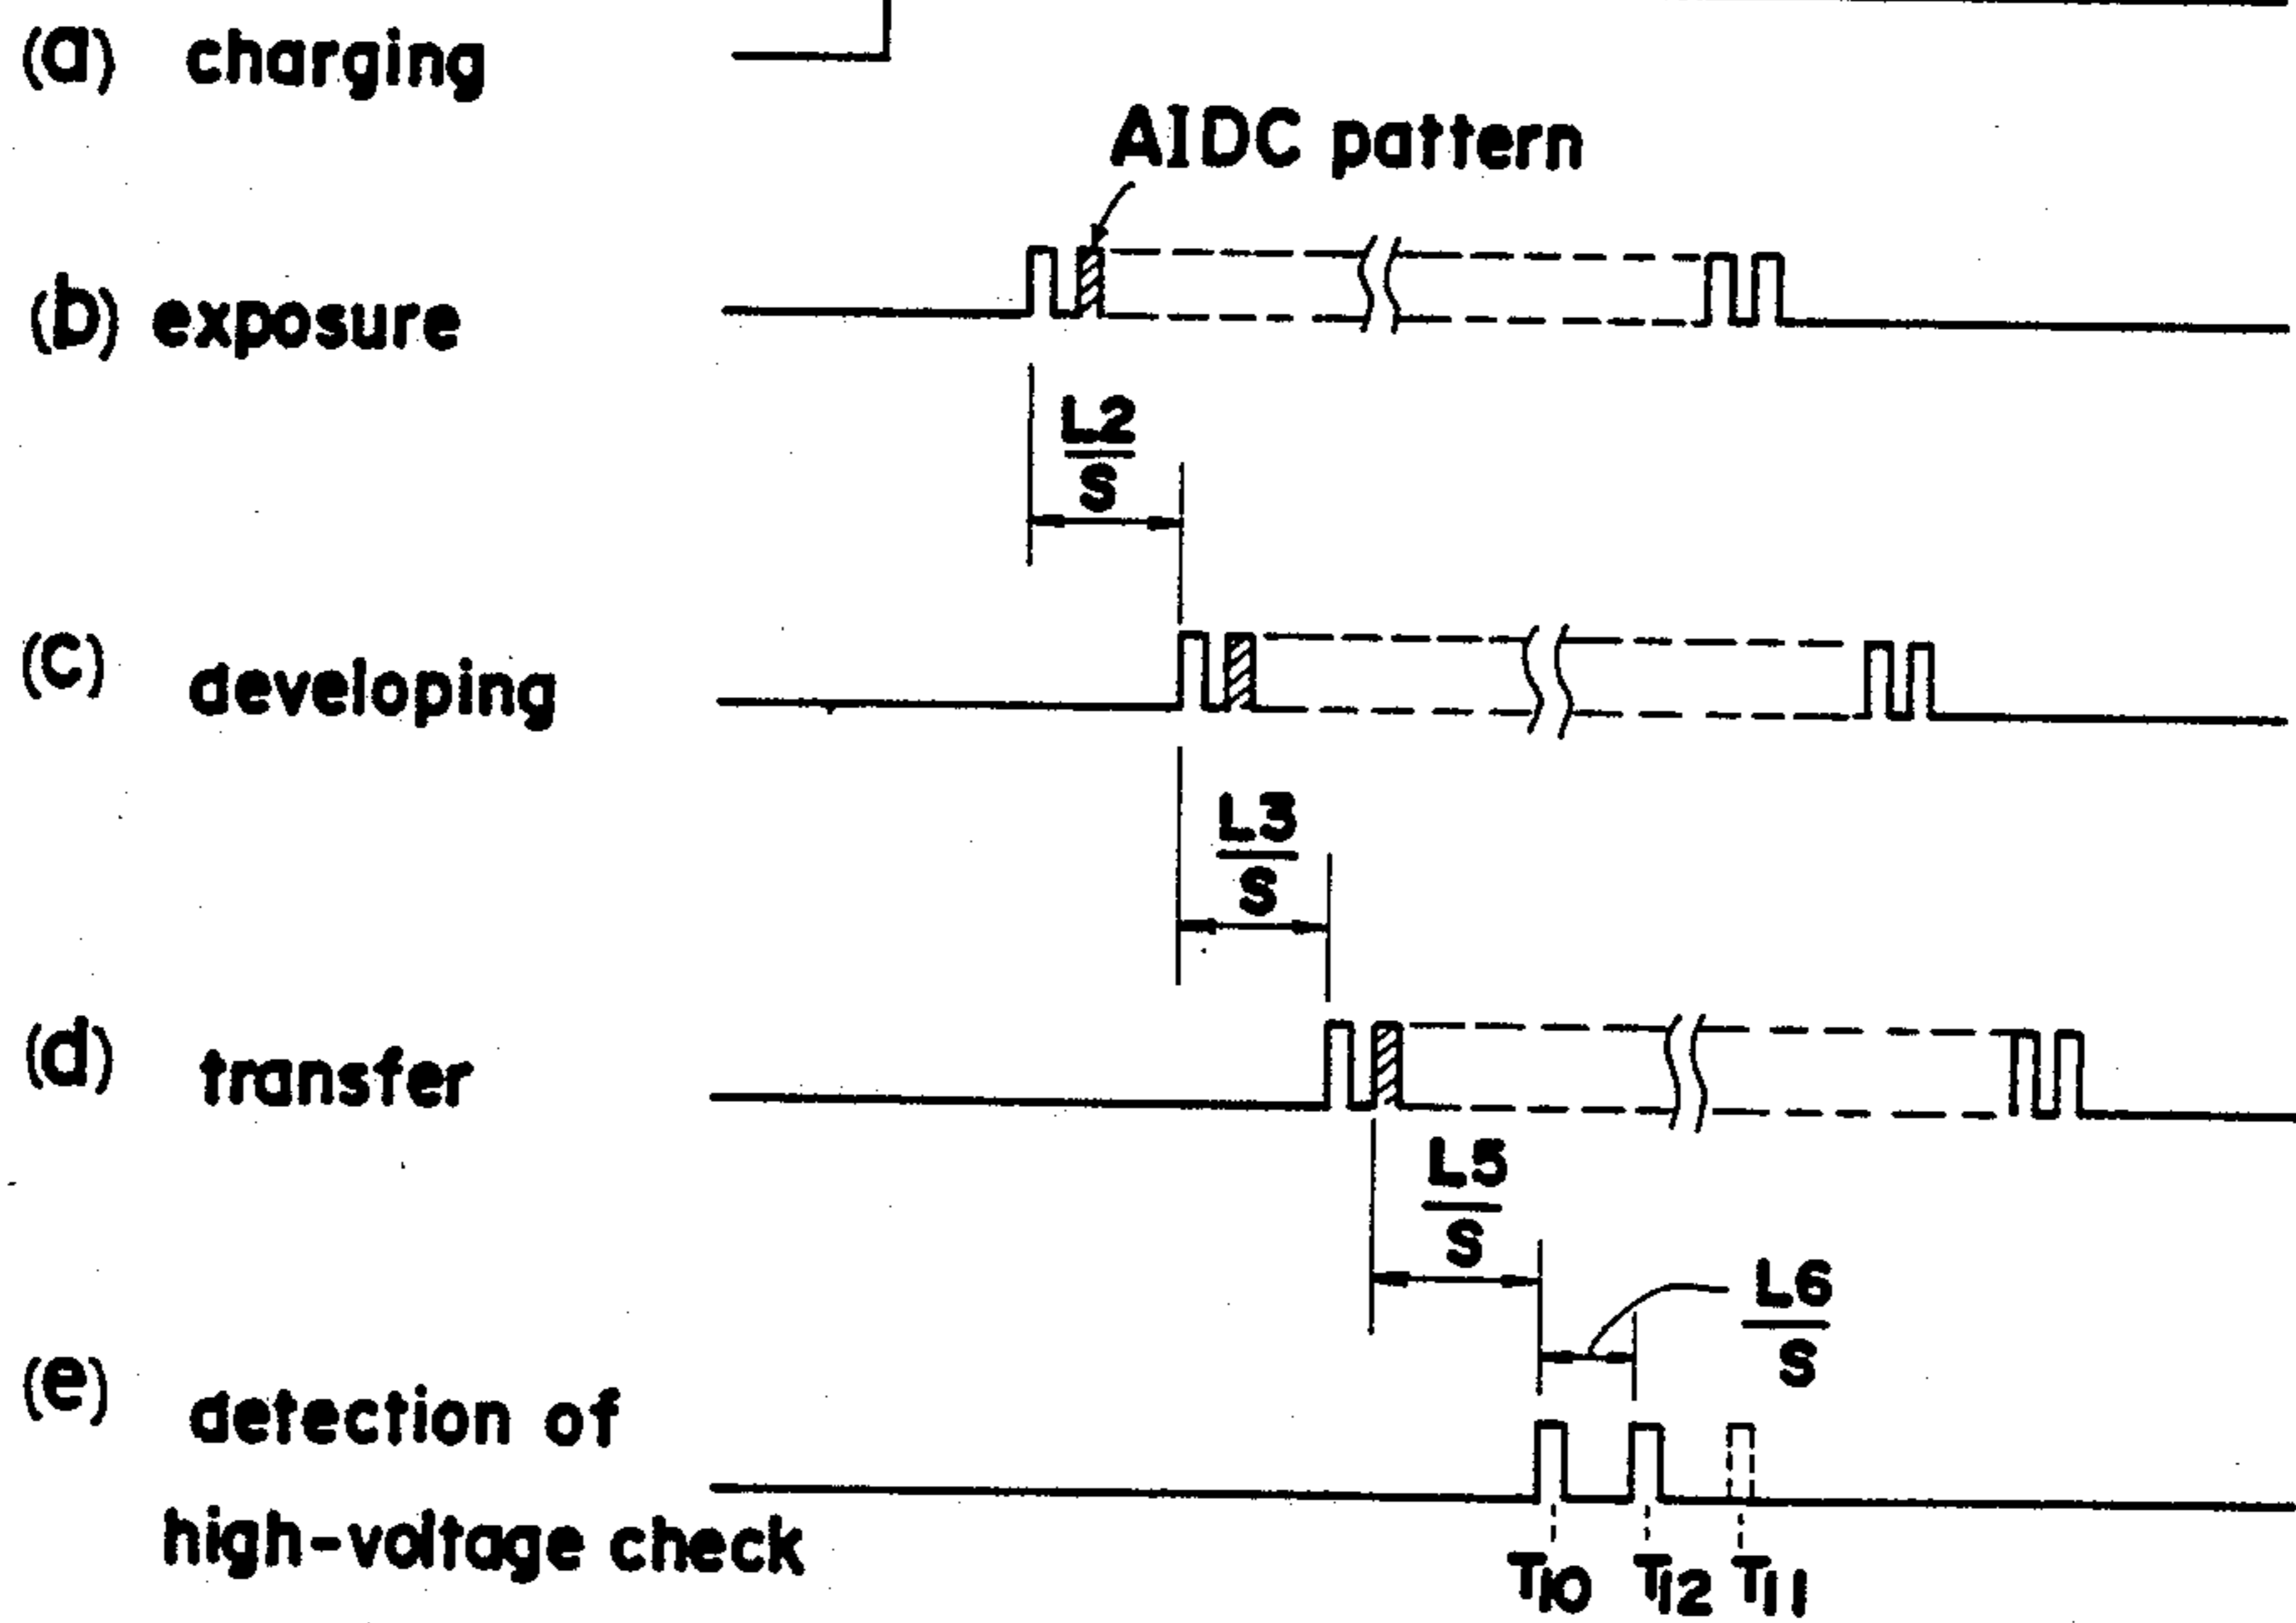 (a) charging
AIDC pattern
(b) exposure
L2
S
(c) developing
L3
S
(d) transfer
L5
S
L6
S
(e) detection of
high-voltage check
T10 T12 T11